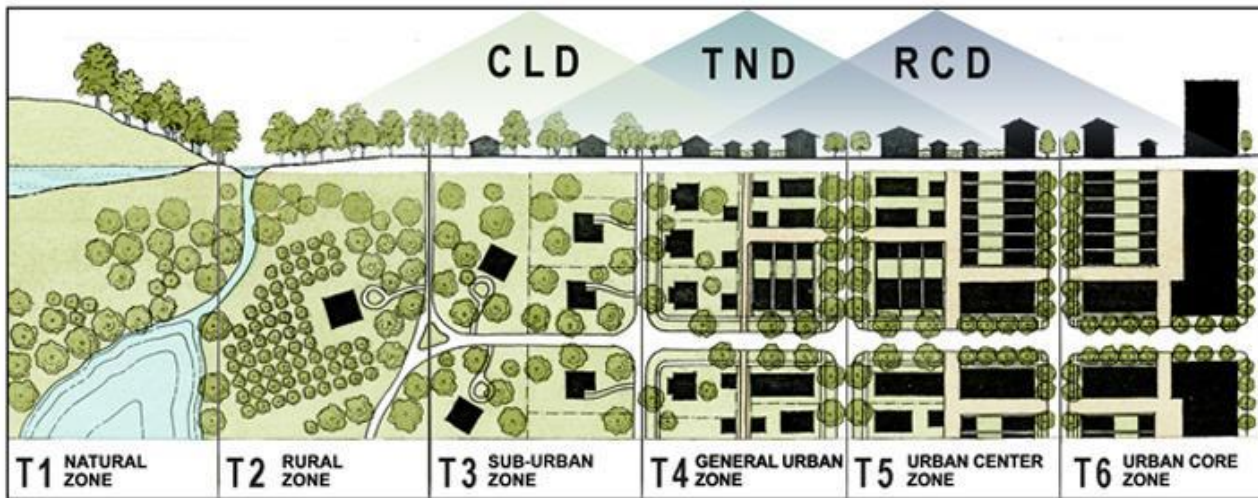 CLD
TND
RCD
T1 NATURAL
ZONE
T2 RURAL
ZONE
T3 SUB-URBAN
ZONE
T4 GENERAL URBAN
ZONE
T5 URBAN CENTER
ZONE
T6 URBAN CORE
ZONE